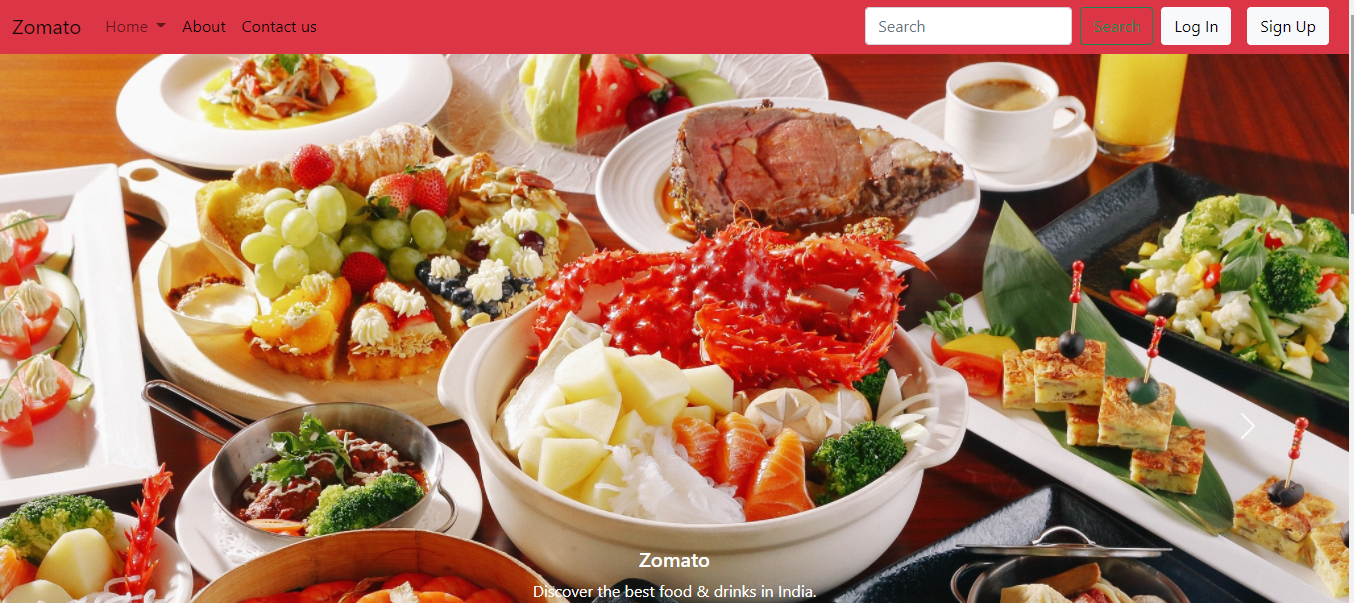 Zomato Home About Contact us Search Search Log In Sign Up
Zomato
Discover the best food & drinks in India.